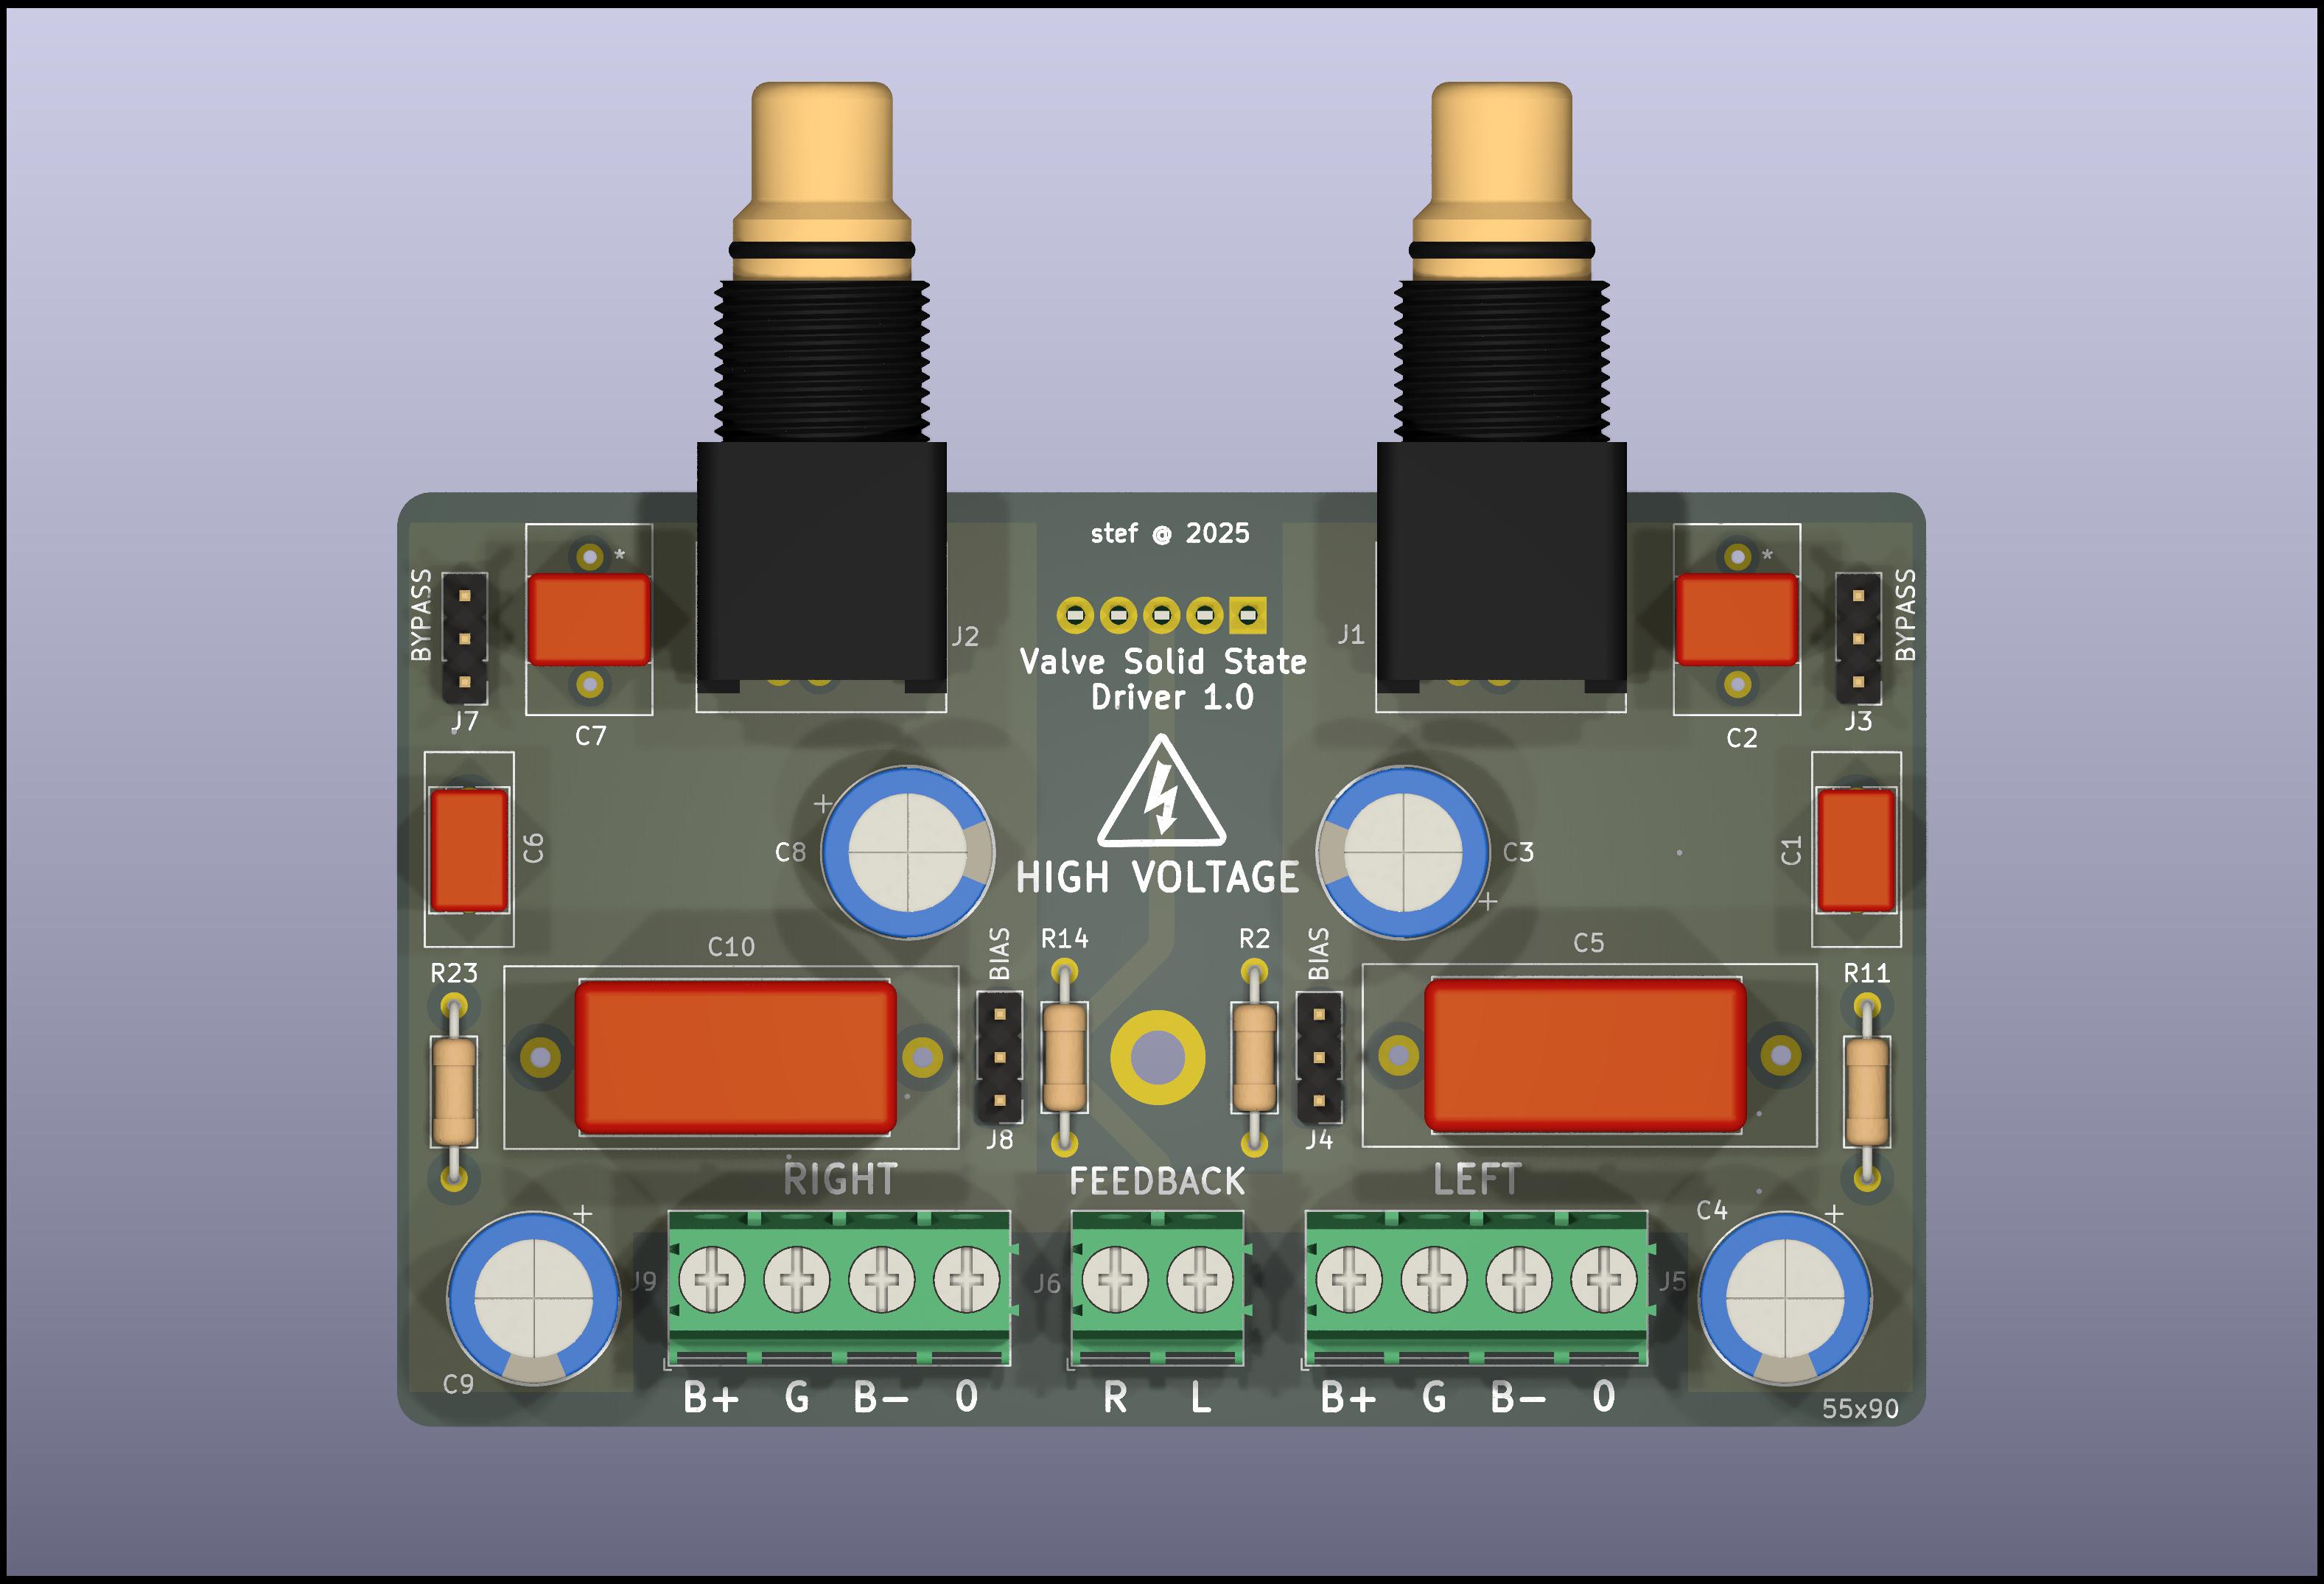 stef @ 2025
BYPASS
*
J2
J1
*
BYPASS
Valve Solid State
Driver 1.0
J7
C7
C2
J3
+
C6
C8
HIGH VOLTAGE
C3
+
C1
C10
BIAS
R14
R2
BIAS
C5
R23
R11
J8
J4
RIGHT
FEEDBACK
LEFT
+
C4
+
J9
J6
J5
C9
B+ G B- 0
R L
B+ G B- 0
55x90